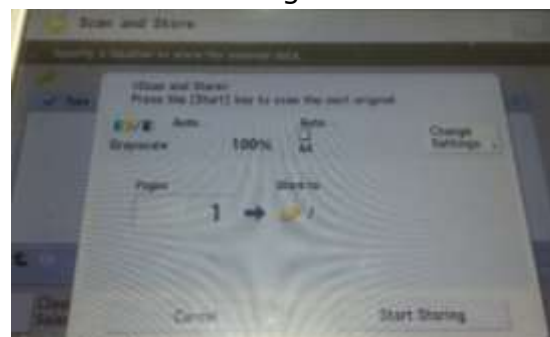 Scan and Store
<Scan and Store>
Press the [Start] key to scan the next original.
Auto
Auto
Grayscale
100%
A4
Change
Settings
Pages
Store to:
1
/
Cancel
Start Storing